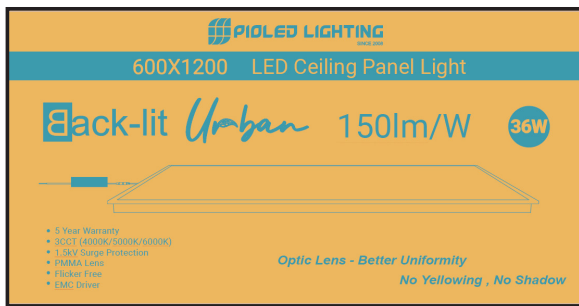 PIOLED LIGHTING
SINCE 2009
600X1200 LED Ceiling Panel Light
Back-lit Urban 150lm/W 36W
• 5 Year Warranty
• 3CCT (4000K/5000K/6000K)
• 1.5kV Surge Protection
• PMMA Lens
• Flicker Free
• EMC Driver
Optic Lens - Better Uniformity
No Yellowing , No Shadow